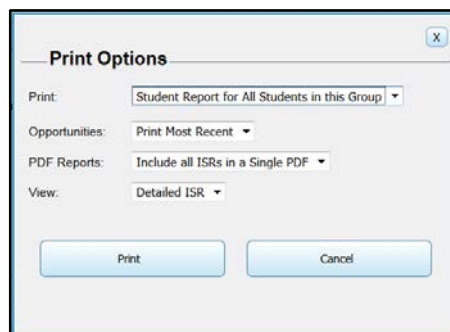 X
Print Options
Print: Student Report for All Students in this Group
Opportunities: Print Most Recent
PDF Reports: Include all ISRs in a Single PDF
View: Detailed ISR
Print Cancel